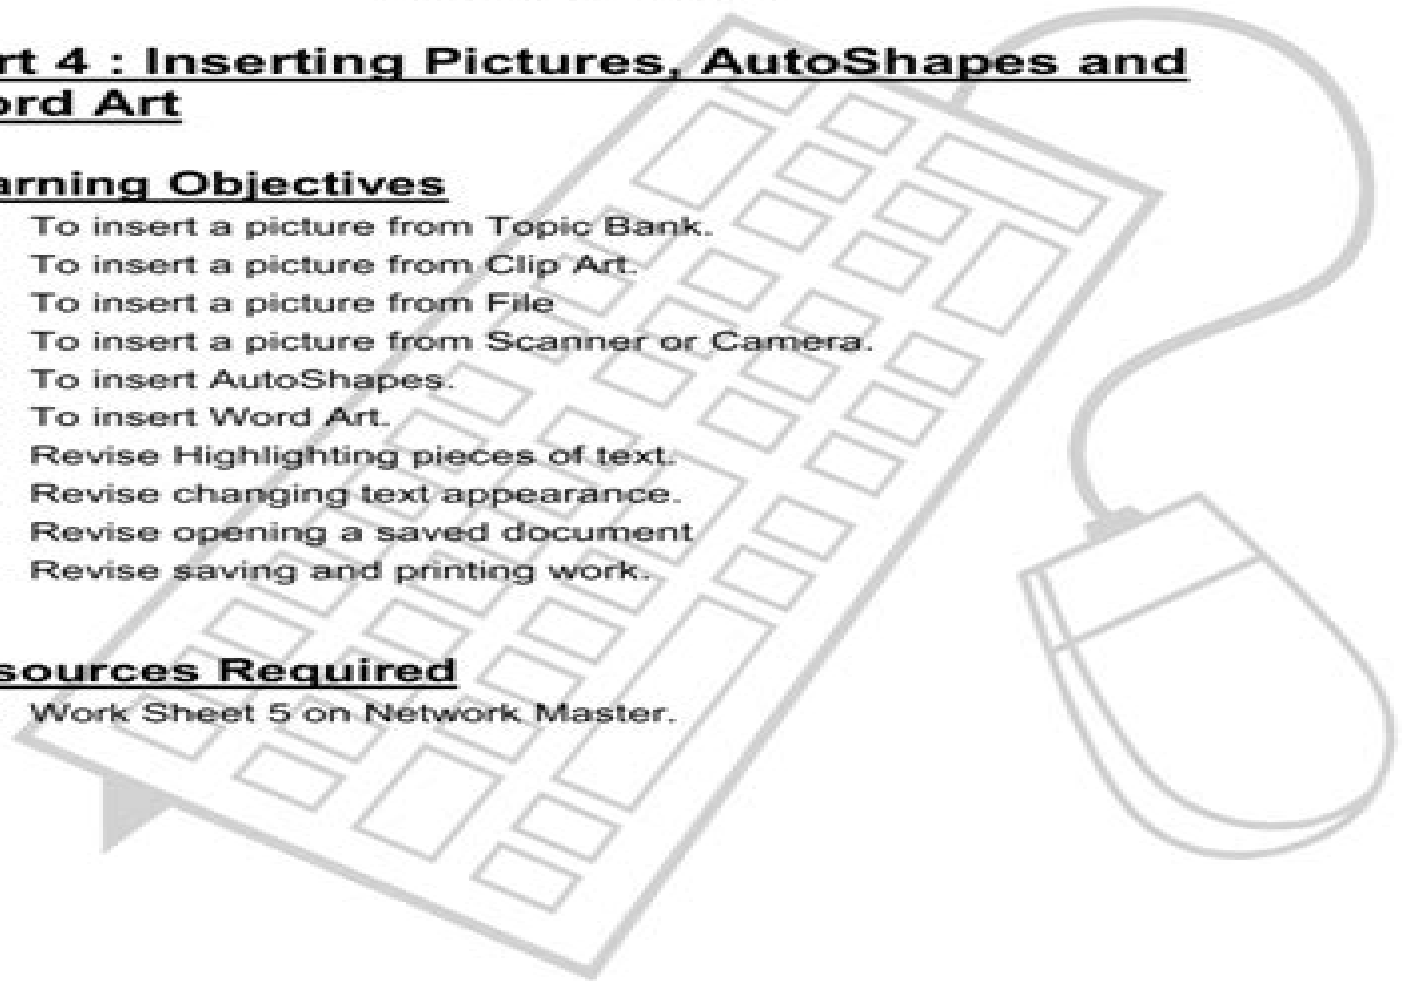 rt 4 : Inserting Pictures, AutoShapes and
ord Art
arning Objectives
To insert a picture from Topic Bank.
To insert a picture from Clip Art.
To insert a picture from File
To insert a picture from Scanner or Camera.
To insert AutoShapes.
To insert Word Art.
Revise Highlighting pieces of text.
Revise changing text appearance.
Revise opening a saved document
Revise saving and printing work.
sources Required
Work Sheet 5 on Network Master.